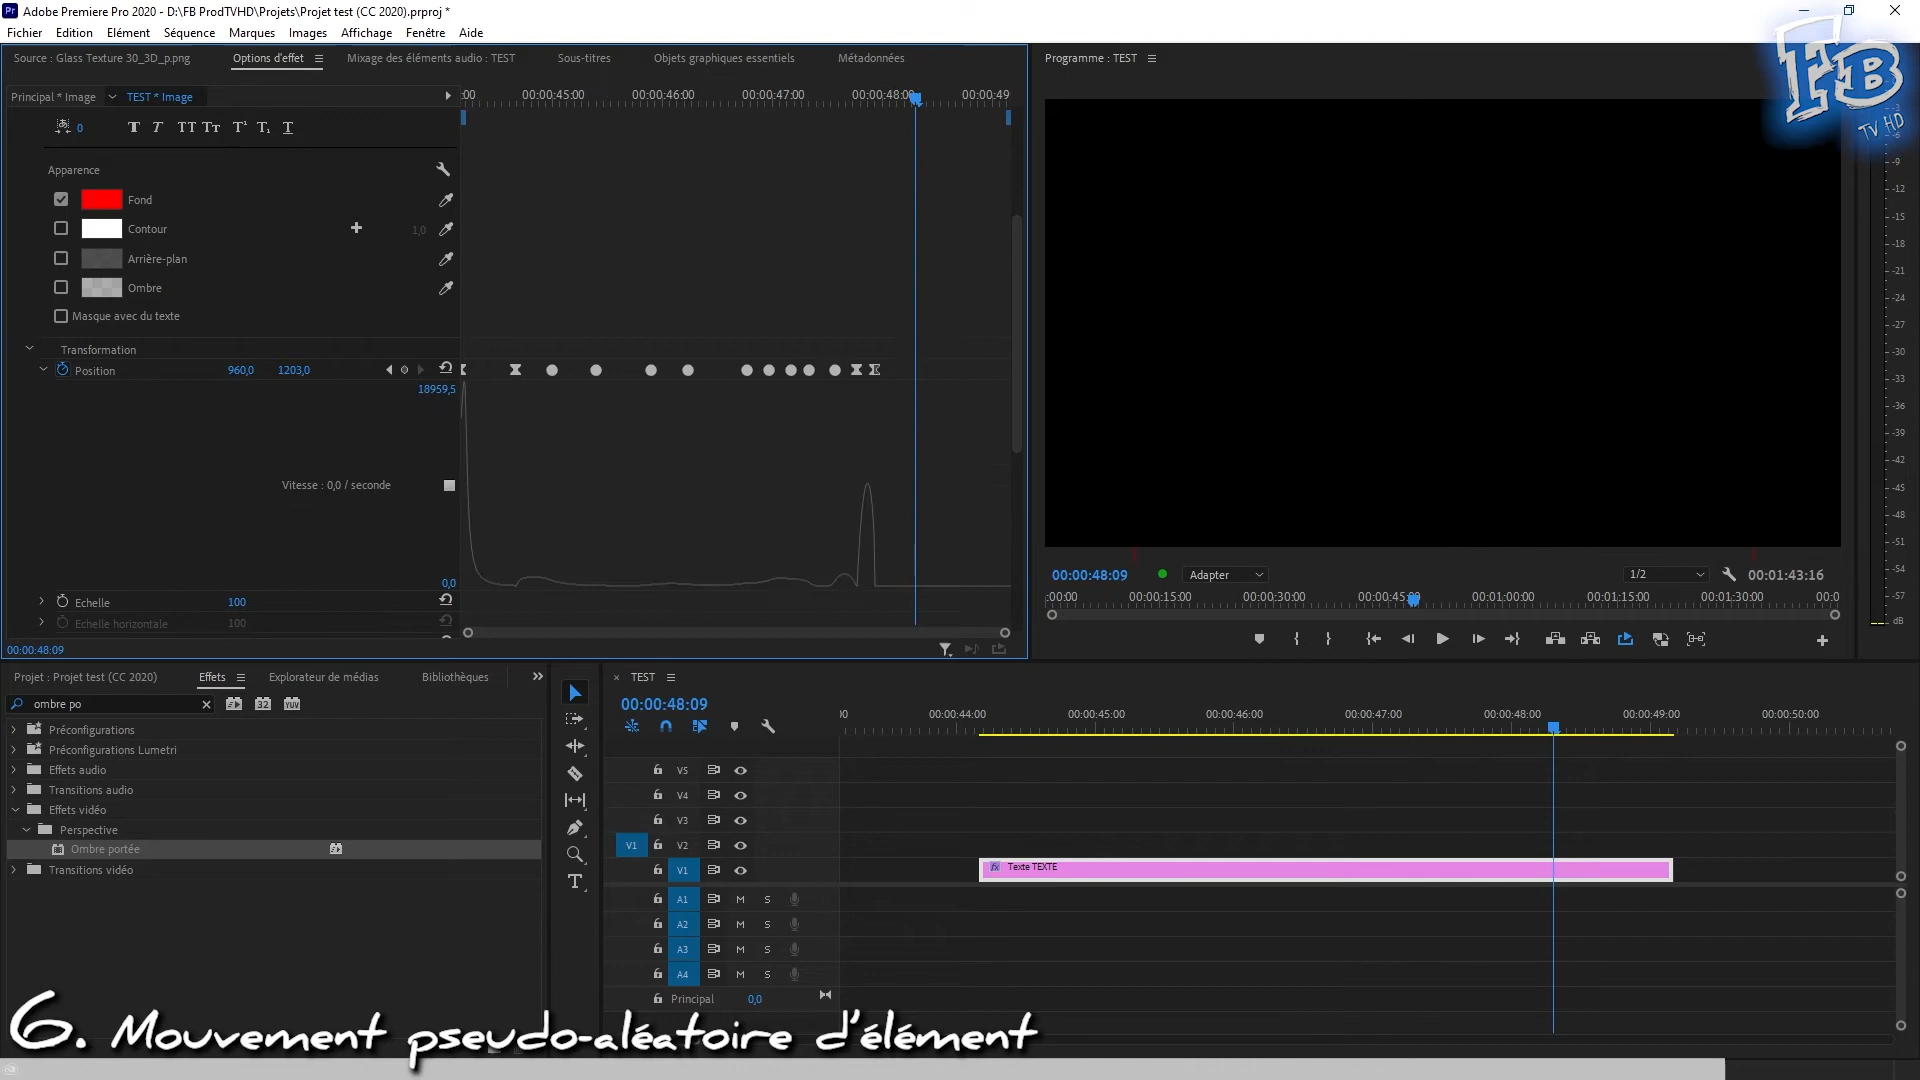 Adobe Premiere Pro 2020 - D:\FB ProdTVHD\Projets\Projet test (CC 2020).prproj *
Fichier Edition Elément Séquence Marques Images Affichage Fenêtre Aide
Source : Glass Texture 30_3D_p.png Options d'effet Mixage des éléments audio : TEST Sous-titres Objets graphiques essentiels Métadonnées
Programme : TEST
FB TV HD
Principal * Image TEST * Image
:00 00:00:45:00 00:00:46:00 00:00:47:00 00:00:48:00 00:00:49
0 T T TT Tt T¹ T₁ T
Apparence
Fond
Contour 1,0
Arrière-plan
Ombre
Masque avec du texte
Transformation
Position 960,0 1203,0
18959,5
Vitesse : 0,0 / seconde
0,0
Echelle 100
Echelle horizontale 100
00:00:48:09
-3
-6
-9
-12
-15
-18
-21
-24
-27
-30
-33
-36
-39
-42
-45
-48
-51
-54
-57
dB
00:00:48:09 Adapter 1/2 00:01:43:16
:00:00 00:00:15:00 00:00:30:00 00:00:45:00 00:01:00:00 00:01:15:00 00:01:30:00 00:0
Projet : Projet test (CC 2020) Effets Explorateur de médias Bibliothèques
ombre po 32 YUV
Préconfigurations
Préconfigurations Lumetri
Effets audio
Transitions audio
Effets vidéo
Perspective
Ombre portée
Transitions vidéo
TEST
00:00:48:09
00 00:00:44:00 00:00:45:00 00:00:46:00 00:00:47:00 00:00:48:00 00:00:49:00 00:00:50:00
V5
V4
V3
V1 V2
V1 fx Texte TEXTE
A1 M S
A2 M S
A3 M S
A4 M S
Principal 0,0
6. Mouvement pseudo-aléatoire d'élément